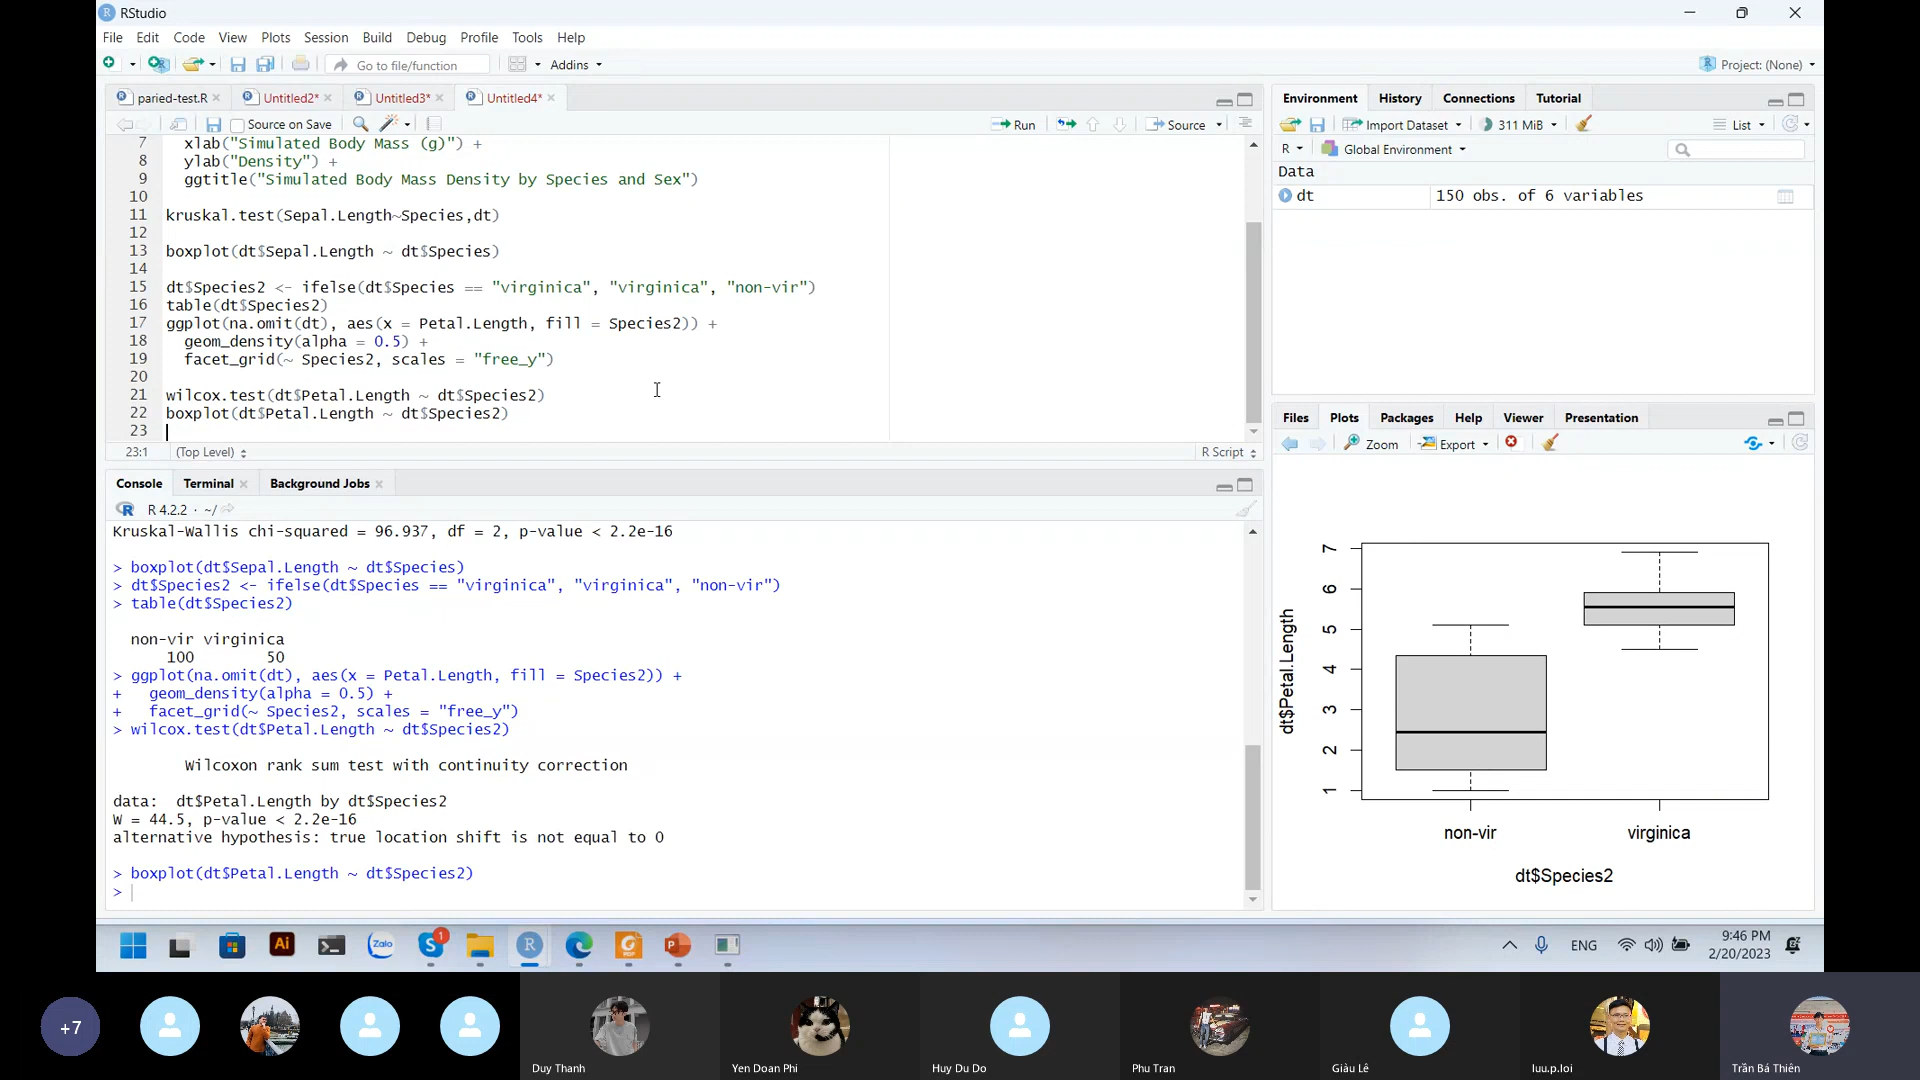 RStudio
File Edit Code View Plots Session Build Debug Profile Tools Help
Go to file/function
Addins
Project: (None)
paried-test.R
Untitled2*
Untitled3*
Untitled4*
Source on Save
Run
Source
7 xlab("Simulated Body Mass (g)") +
8 ylab("Density") +
9 ggtitle("Simulated Body Mass Density by Species and Sex")
10
11 kruskal.test(Sepal.Length~Species,dt)
12
13 boxplot(dt$Sepal.Length ~ dt$Species)
14
15 dt$Species2 <- ifelse(dt$Species == "virginica", "virginica", "non-vir")
16 table(dt$Species2)
17 ggplot(na.omit(dt), aes(x = Petal.Length, fill = Species2)) +
18 geom_density(alpha = 0.5) +
19 facet_grid(~ Species2, scales = "free_y")
20
21 wilcox.test(dt$Petal.Length ~ dt$Species2)
22 boxplot(dt$Petal.Length ~ dt$Species2)
23
23:1 (Top Level) R Script
Console Terminal Background Jobs
R 4.2.2 · ~/
Kruskal-Wallis chi-squared = 96.937, df = 2, p-value < 2.2e-16
> boxplot(dt$Sepal.Length ~ dt$Species)
> dt$Species2 <- ifelse(dt$Species == "virginica", "virginica", "non-vir")
> table(dt$Species2)
non-vir virginica
100 50
> ggplot(na.omit(dt), aes(x = Petal.Length, fill = Species2)) +
+ geom_density(alpha = 0.5) +
+ facet_grid(~ Species2, scales = "free_y")
> wilcox.test(dt$Petal.Length ~ dt$Species2)
Wilcoxon rank sum test with continuity correction
data: dt$Petal.Length by dt$Species2
W = 44.5, p-value < 2.2e-16
alternative hypothesis: true location shift is not equal to 0
> boxplot(dt$Petal.Length ~ dt$Species2)
>
Environment History Connections Tutorial
Import Dataset 311 MiB List
R Global Environment
Data
dt 150 obs. of 6 variables
Files Plots Packages Help Viewer Presentation
Zoom Export
7
6
5
4
3
2
1
dt$Petal.Length
non-vir virginica
dt$Species2
Ai
Zalo
S 1
R
P
ENG
9:46 PM
2/20/2023
+7
Duy Thanh
Yen Doan Phi
Huy Du Do
Phu Tran
Giàu Lê
luu.p.loi
Trần Bá Thiên